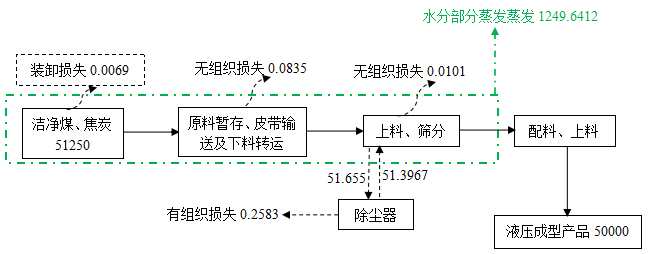 水分部分蒸发蒸发 1249.6412
装卸损失 0.0069
无组织损失 0.0835
无组织损失 0.0101
洁净煤、焦炭
51250
原料暂存、皮带输
送及下料转运
上料、筛分
配料、上料
51.655
51.3967
有组织损失 0.2583
除尘器
液压成型产品 50000